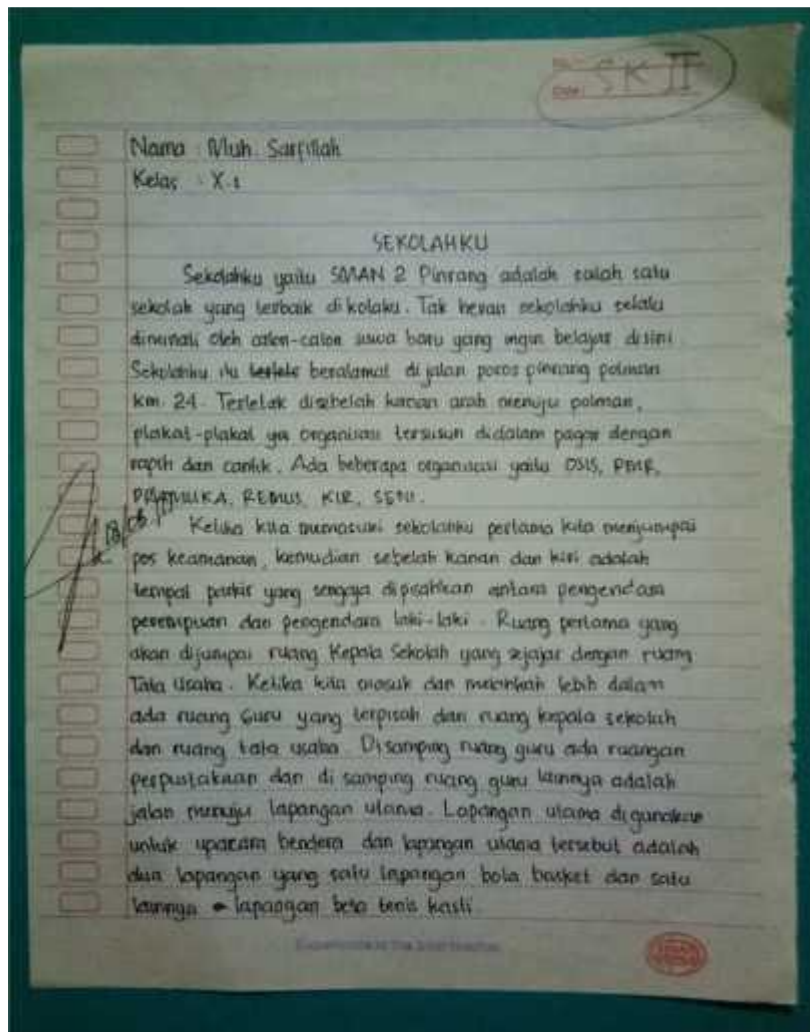 SK II
Nama : Muh. Sarfillah
Kelas : X.1
SEKOLAHKU
Sekolahku yaitu SMAN 2 Pinrang adalah salah satu
sekolah yang terbaik di kotaku. Tak heran sekolahku selalu
diminati oleh calon-calon siswa baru yang ingin belajar disini
Sekolahku itu beralamat di jalan poros pinrang polman
km. 24. Terletak disebelah kanan arah menuju polman,
plakat-plakat organisasi tersusun didalam pagar dengan
rapih dan cantik. Ada beberapa organisasi yaitu OSIS, PMR,
PRAMUKA, REMUS, KIR, SENI.
Ketika kita memasuki sekolahku pertama kita menjumpai
pos keamanan, kemudian sebelah kanan dan kiri adalah
tempat parkir yang sengaja dipisahkan antara pengendara
perempuan dan pengendara laki-laki. Ruang pertama yang
akan dijumpai ruang Kepala Sekolah yang sejajar dengan ruang
Tata Usaha. Ketika kita masuk dan melangkah lebih dalam
ada ruang Guru yang terpisah dari ruang kepala sekolah
dan ruang tata usaha. Disamping ruang guru ada ruangan
perpustakaan dan di samping ruang guru lainnya adalah
jalan menuju lapangan utama. Lapangan utama digunakan
untuk upacara bendera dan lapangan utama tersebut adalah
dua lapangan yang satu lapangan bola basket dan satu
lainnya lapangan bola tenis kasti.